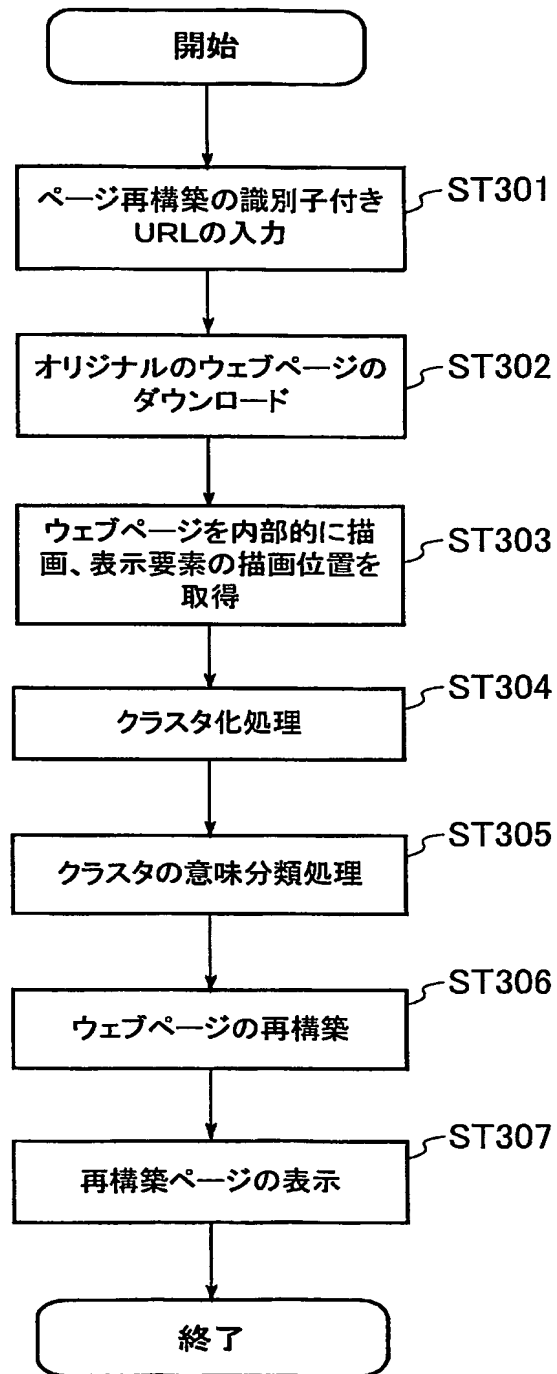 開始
ページ再構築の識別子付き
URLの入力
ST301
オリジナルのウェブページの
ダウンロード
ST302
ウェブページを内部的に描
画、表示要素の描画位置を
取得
ST303
クラスタ化処理
ST304
クラスタの意味分類処理
ST305
ウェブページの再構築
ST306
再構築ページの表示
ST307
終了